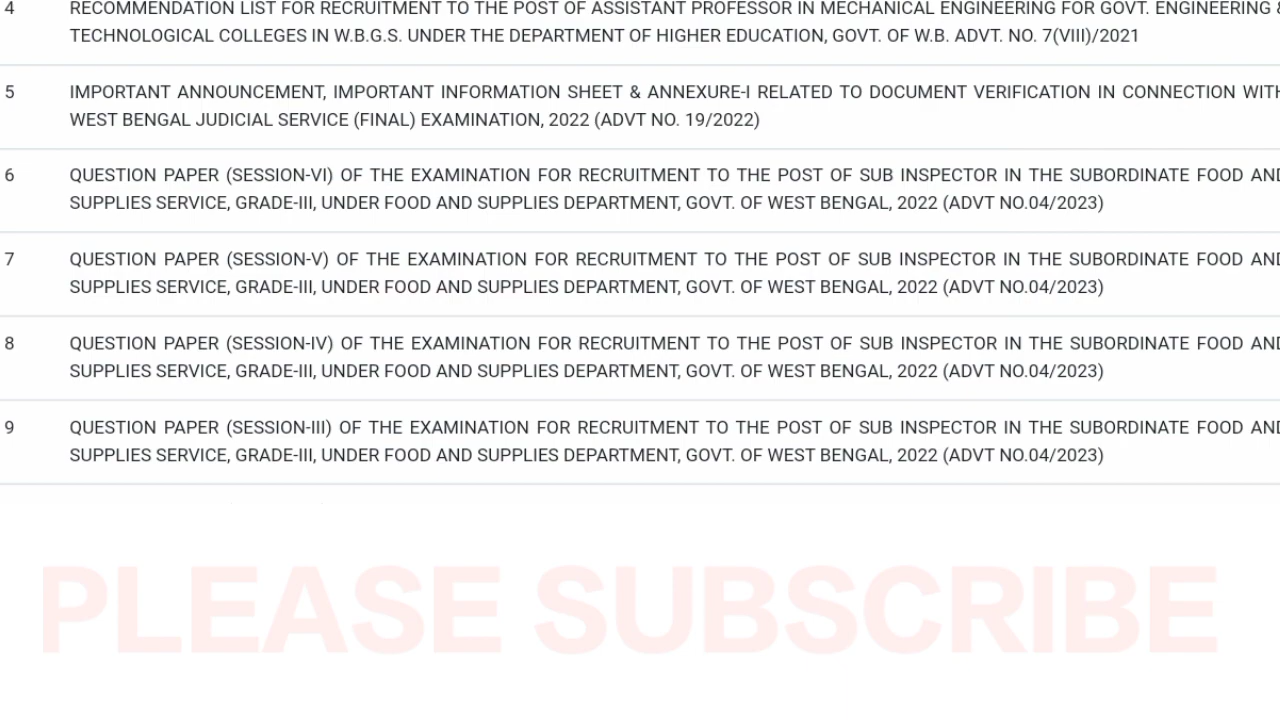 4 RECOMMENDATION LIST FOR RECRUITMENT TO THE POST OF ASSISTANT PROFESSOR IN MECHANICAL ENGINEERING FOR GOVT. ENGINEERING &
TECHNOLOGICAL COLLEGES IN W.B.G.S. UNDER THE DEPARTMENT OF HIGHER EDUCATION, GOVT. OF W.B. ADVT. NO. 7(VIII)/2021
5 IMPORTANT ANNOUNCEMENT, IMPORTANT INFORMATION SHEET & ANNEXURE-I RELATED TO DOCUMENT VERIFICATION IN CONNECTION WITH
WEST BENGAL JUDICIAL SERVICE (FINAL) EXAMINATION, 2022 (ADVT NO. 19/2022)
6 QUESTION PAPER (SESSION-VI) OF THE EXAMINATION FOR RECRUITMENT TO THE POST OF SUB INSPECTOR IN THE SUBORDINATE FOOD AND
SUPPLIES SERVICE, GRADE-III, UNDER FOOD AND SUPPLIES DEPARTMENT, GOVT. OF WEST BENGAL, 2022 (ADVT NO.04/2023)
7 QUESTION PAPER (SESSION-V) OF THE EXAMINATION FOR RECRUITMENT TO THE POST OF SUB INSPECTOR IN THE SUBORDINATE FOOD AND
SUPPLIES SERVICE, GRADE-III, UNDER FOOD AND SUPPLIES DEPARTMENT, GOVT. OF WEST BENGAL, 2022 (ADVT NO.04/2023)
8 QUESTION PAPER (SESSION-IV) OF THE EXAMINATION FOR RECRUITMENT TO THE POST OF SUB INSPECTOR IN THE SUBORDINATE FOOD AND
SUPPLIES SERVICE, GRADE-III, UNDER FOOD AND SUPPLIES DEPARTMENT, GOVT. OF WEST BENGAL, 2022 (ADVT NO.04/2023)
9 QUESTION PAPER (SESSION-III) OF THE EXAMINATION FOR RECRUITMENT TO THE POST OF SUB INSPECTOR IN THE SUBORDINATE FOOD AND
SUPPLIES SERVICE, GRADE-III, UNDER FOOD AND SUPPLIES DEPARTMENT, GOVT. OF WEST BENGAL, 2022 (ADVT NO.04/2023)
PLEASE SUBSCRIBE